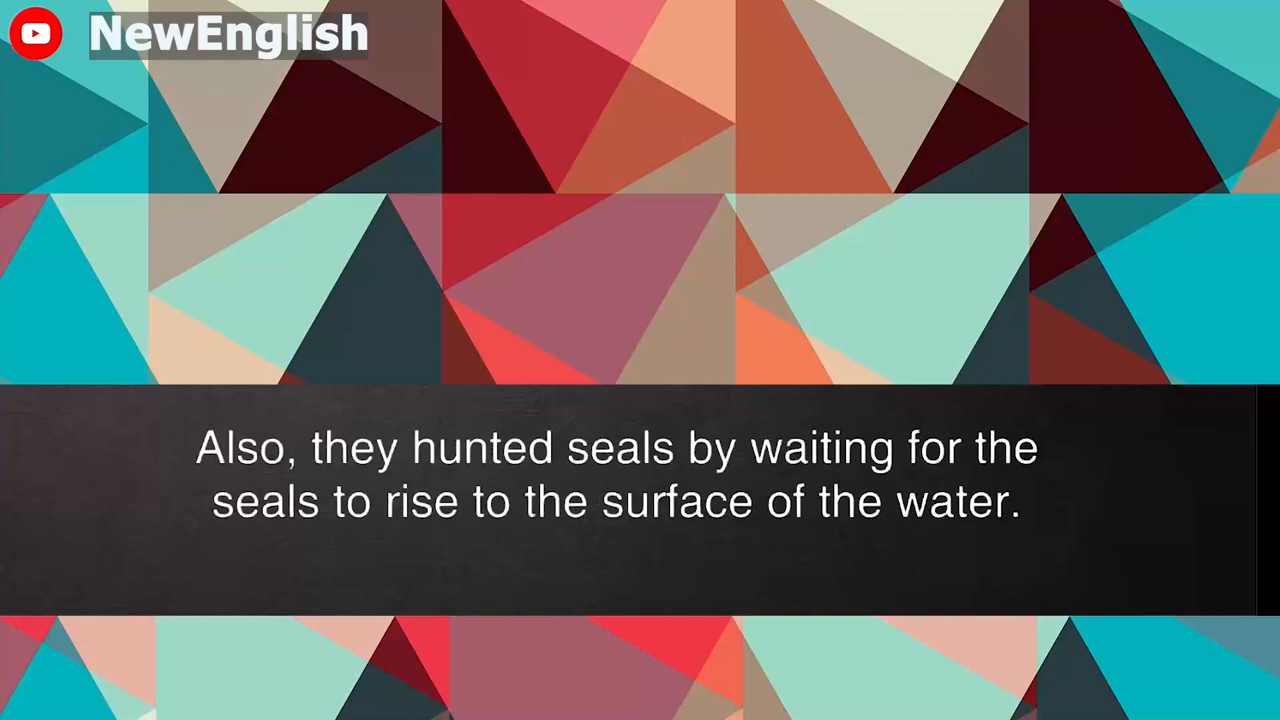 NewEnglish
Also, they hunted seals by waiting for the
seals to rise to the surface of the water.